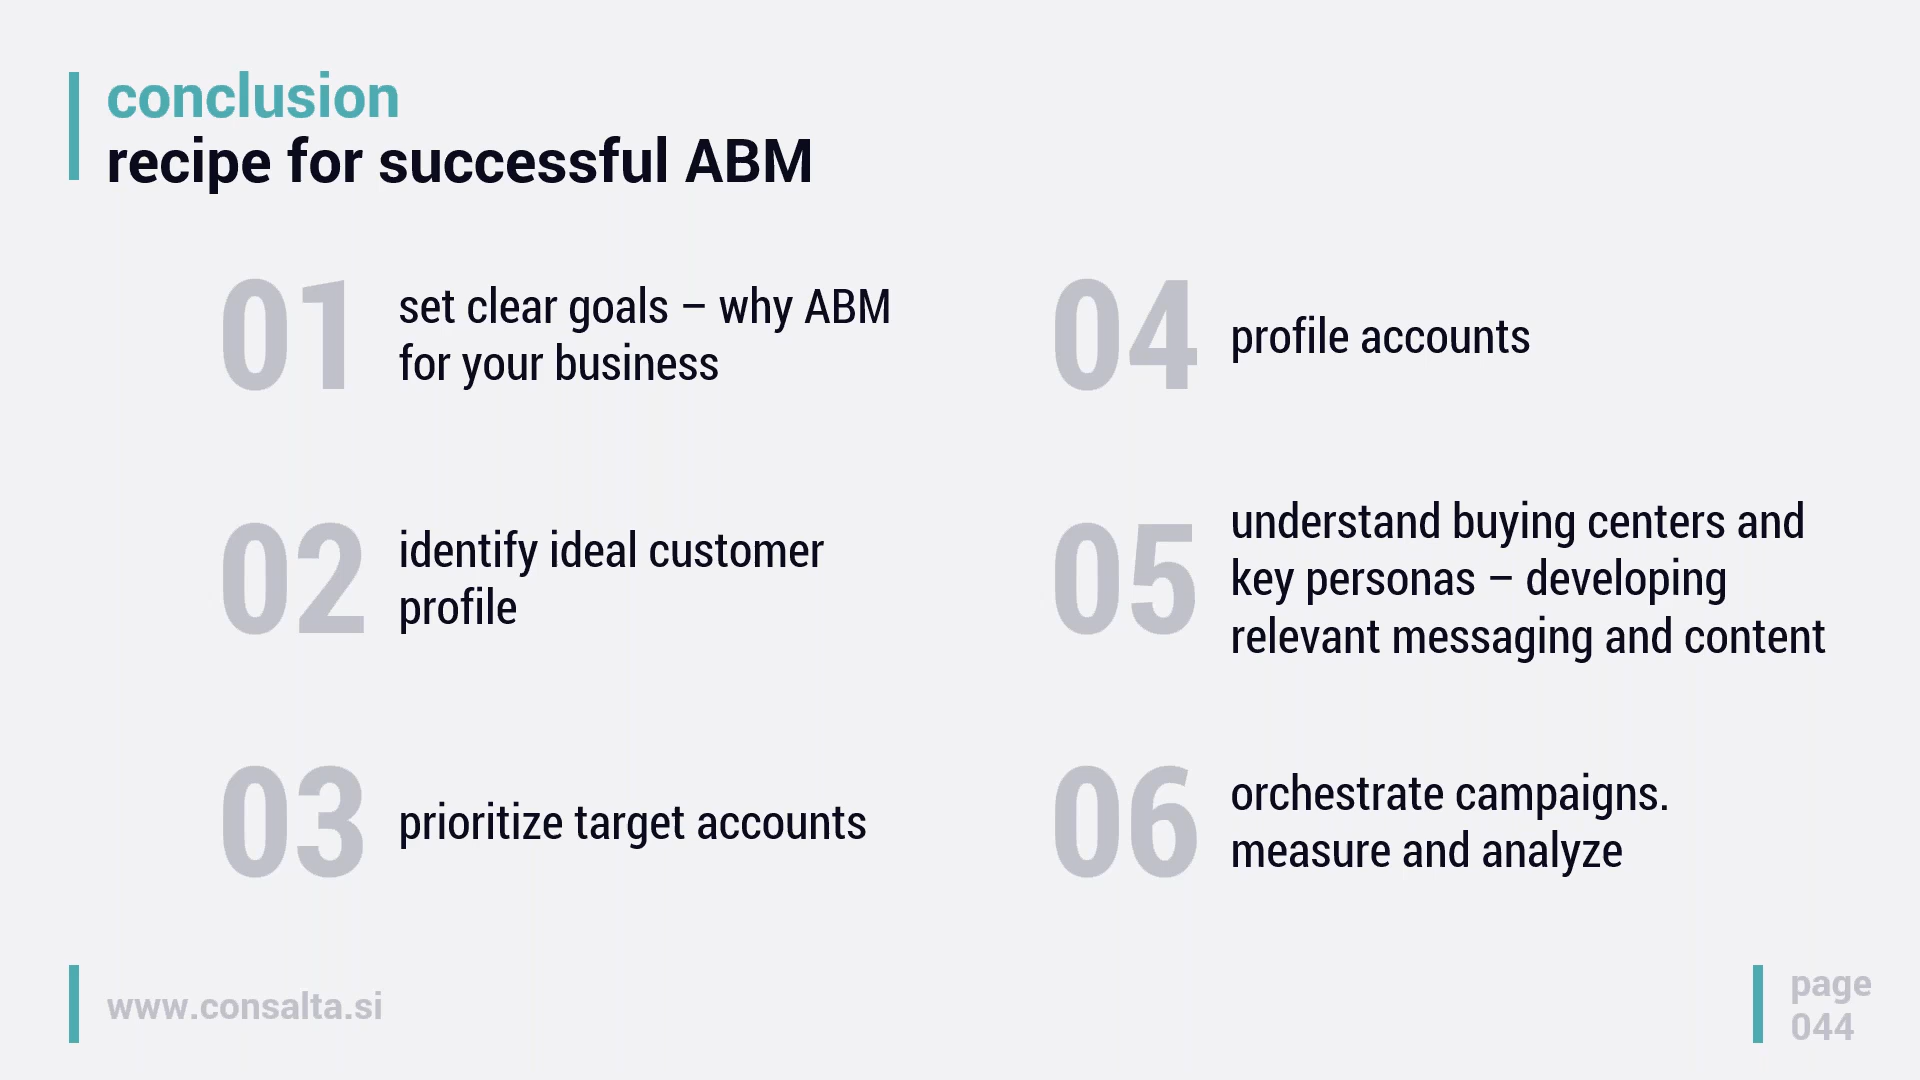 conclusion
recipe for successful ABM
01
set clear goals – why ABM
for your business
02
identify ideal customer
profile
03
prioritize target accounts
04
profile accounts
05
understand buying centers and
key personas – developing
relevant messaging and content
06
orchestrate campaigns.
measure and analyze
www.consalta.si
page
044